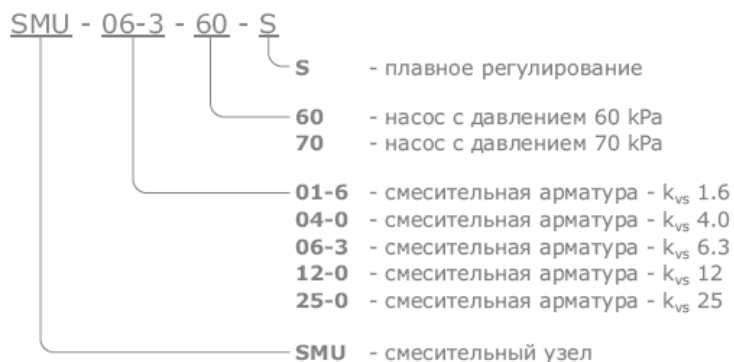 SMU - 06-3 - 60 - S
S - плавное регулирование
60 - насос с давлением 60 kPa
70 - насос с давлением 70 kPa
01-6 - смесительная арматура - kvs 1.6
04-0 - смесительная арматура - kvs 4.0
06-3 - смесительная арматура - kvs 6.3
12-0 - смесительная арматура - kvs 12
25-0 - смесительная арматура - kvs 25
SMU - смесительный узел